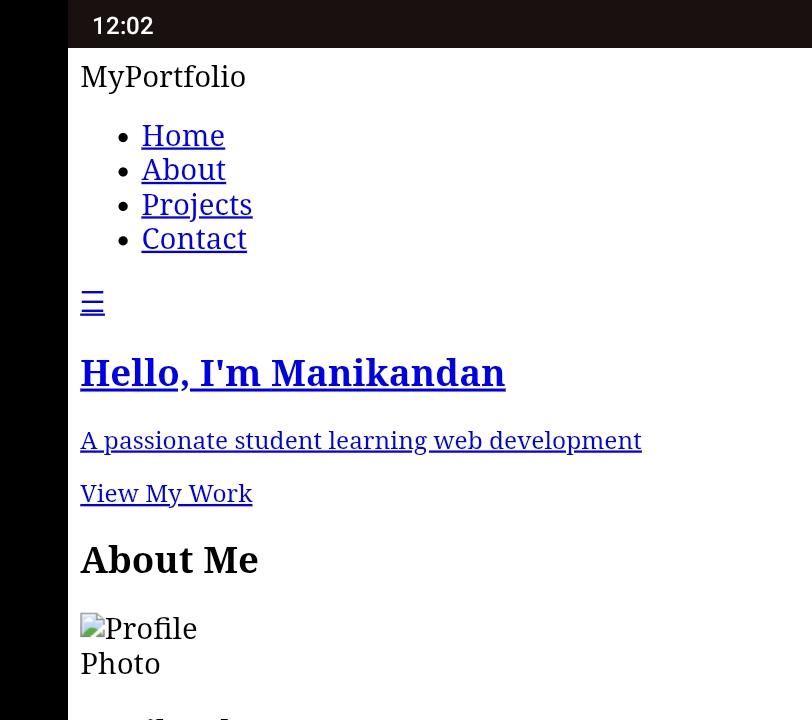 12:02
MyPortfolio
Home
About
Projects
Contact
☰
Hello, I'm Manikandan
A passionate student learning web development
View My Work
About Me
Profile
Photo